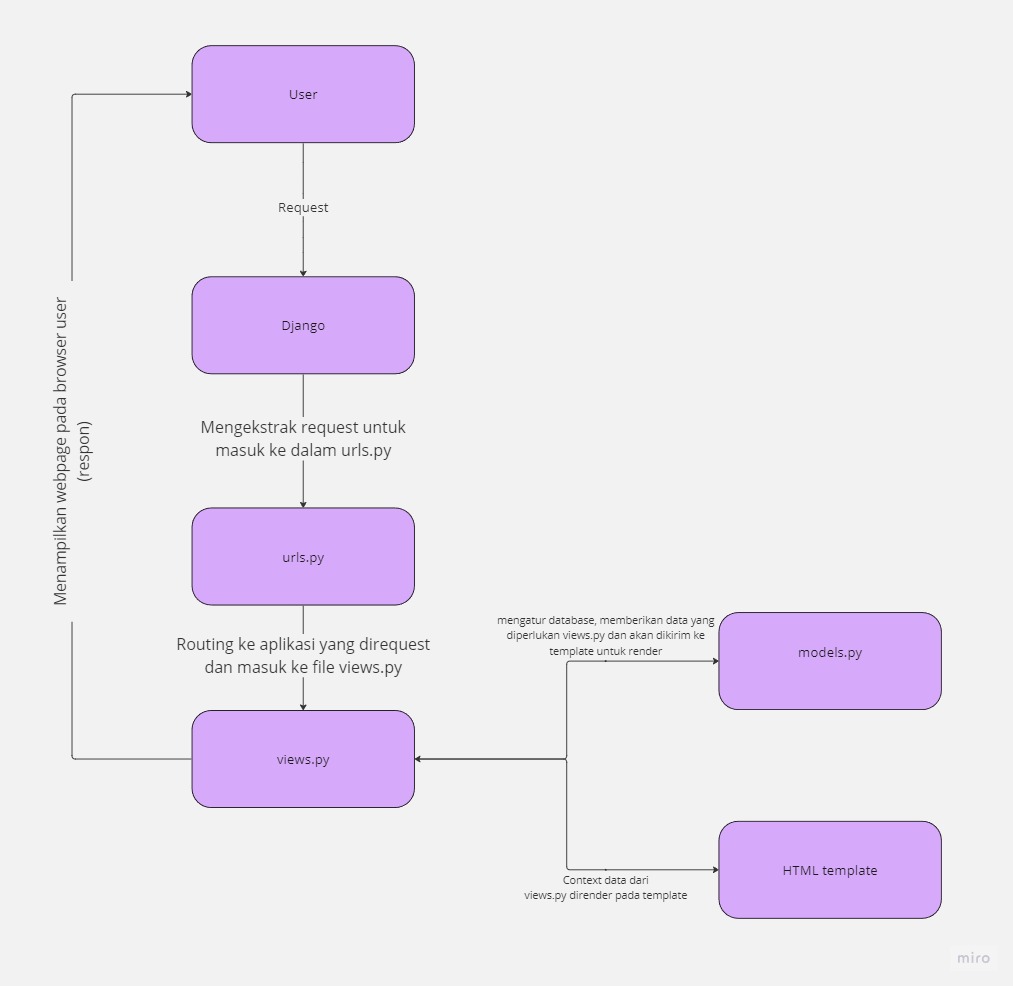 User
Request
Django
Mengekstrak request untuk
masuk ke dalam urls.py
Menampilkan webpage pada browser user
(respon)
urls.py
Routing ke aplikasi yang direquest
dan masuk ke file views.py
mengatur database, memberikan data yang
diperlukan views.py dan akan dikirim ke
template untuk render
models.py
views.py
HTML template
Context data dari
views.py dirender pada template
miro